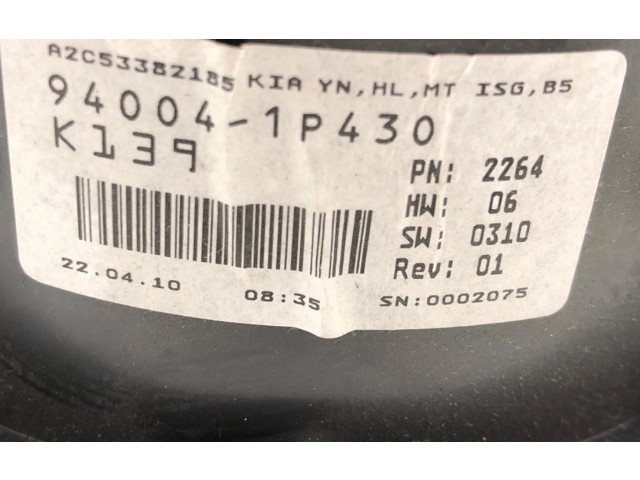 A2C53382185 KIA YN,HL,MT ISG,B5
94004-1P430
K139
PN: 2264
HW: 06
SW: 0310
Rev: 01
22.04.10 08:35 SN:0002075